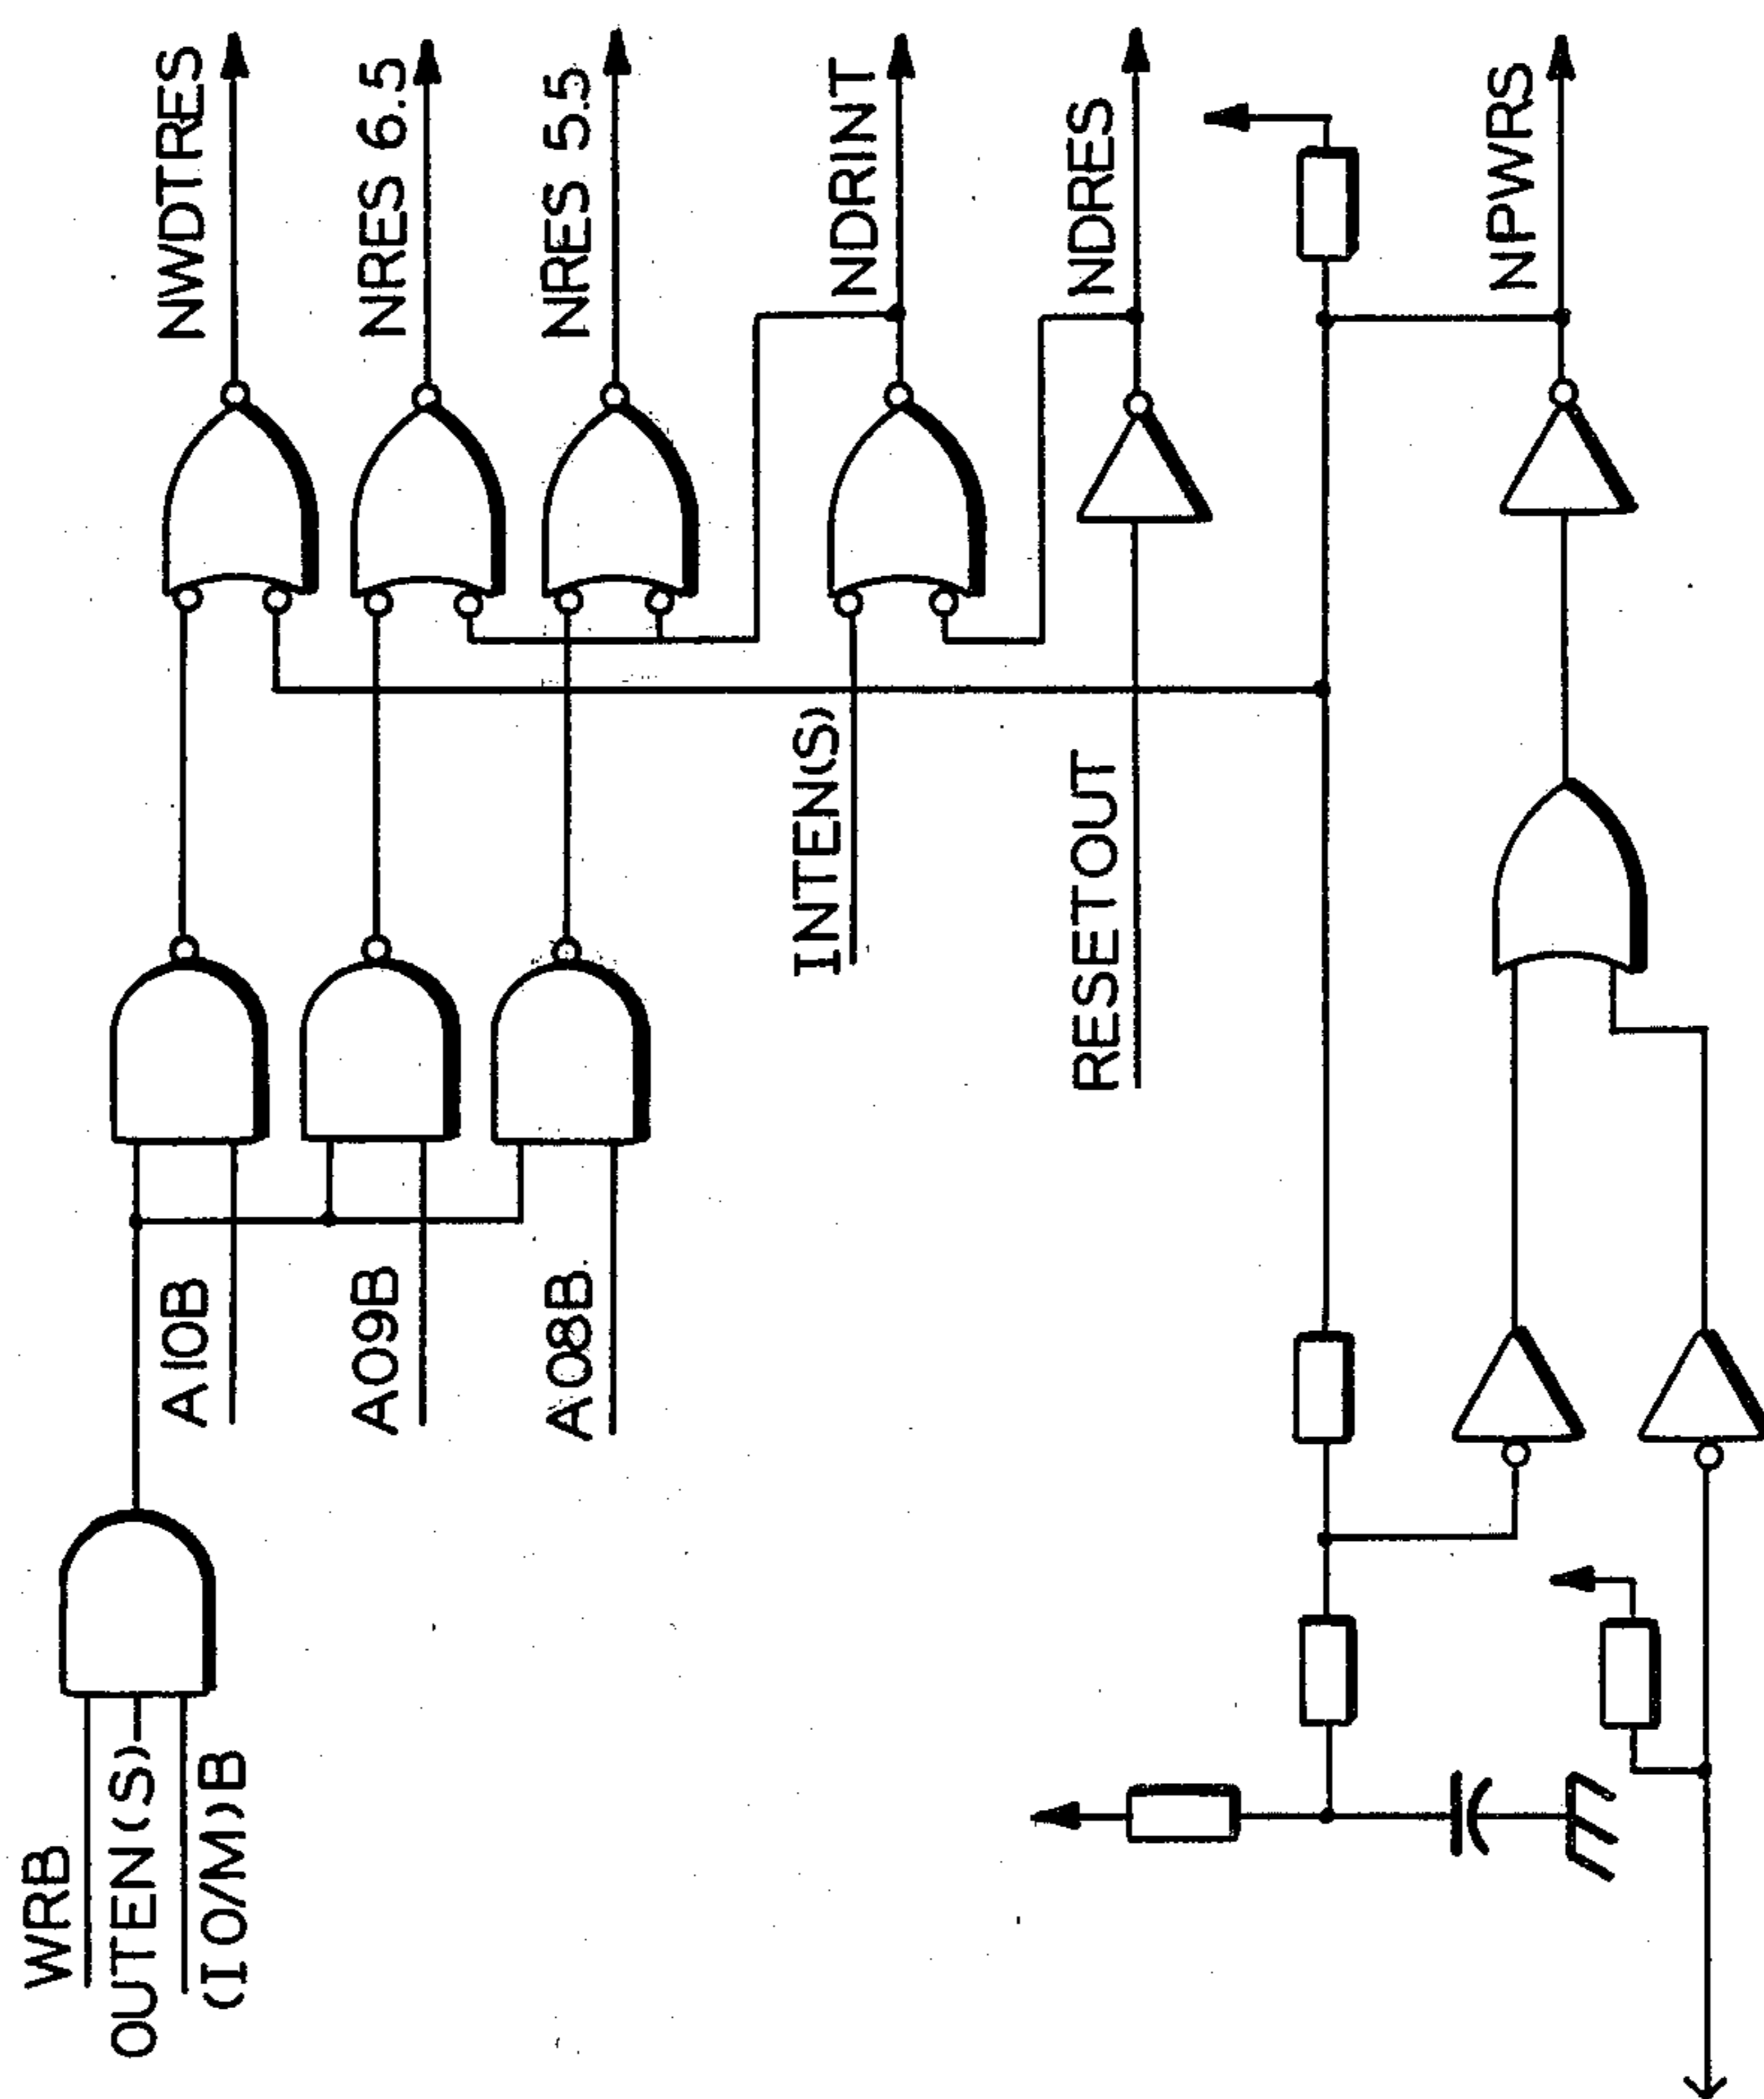 WRB
OUTEN(S)
(IO/M)B
A10B
A09B
A08B
INTEN(S)
RESETOUT
NWDTRES
NRES 6.5
NRES 5.5
NDRINT
NDRES
NPWRS